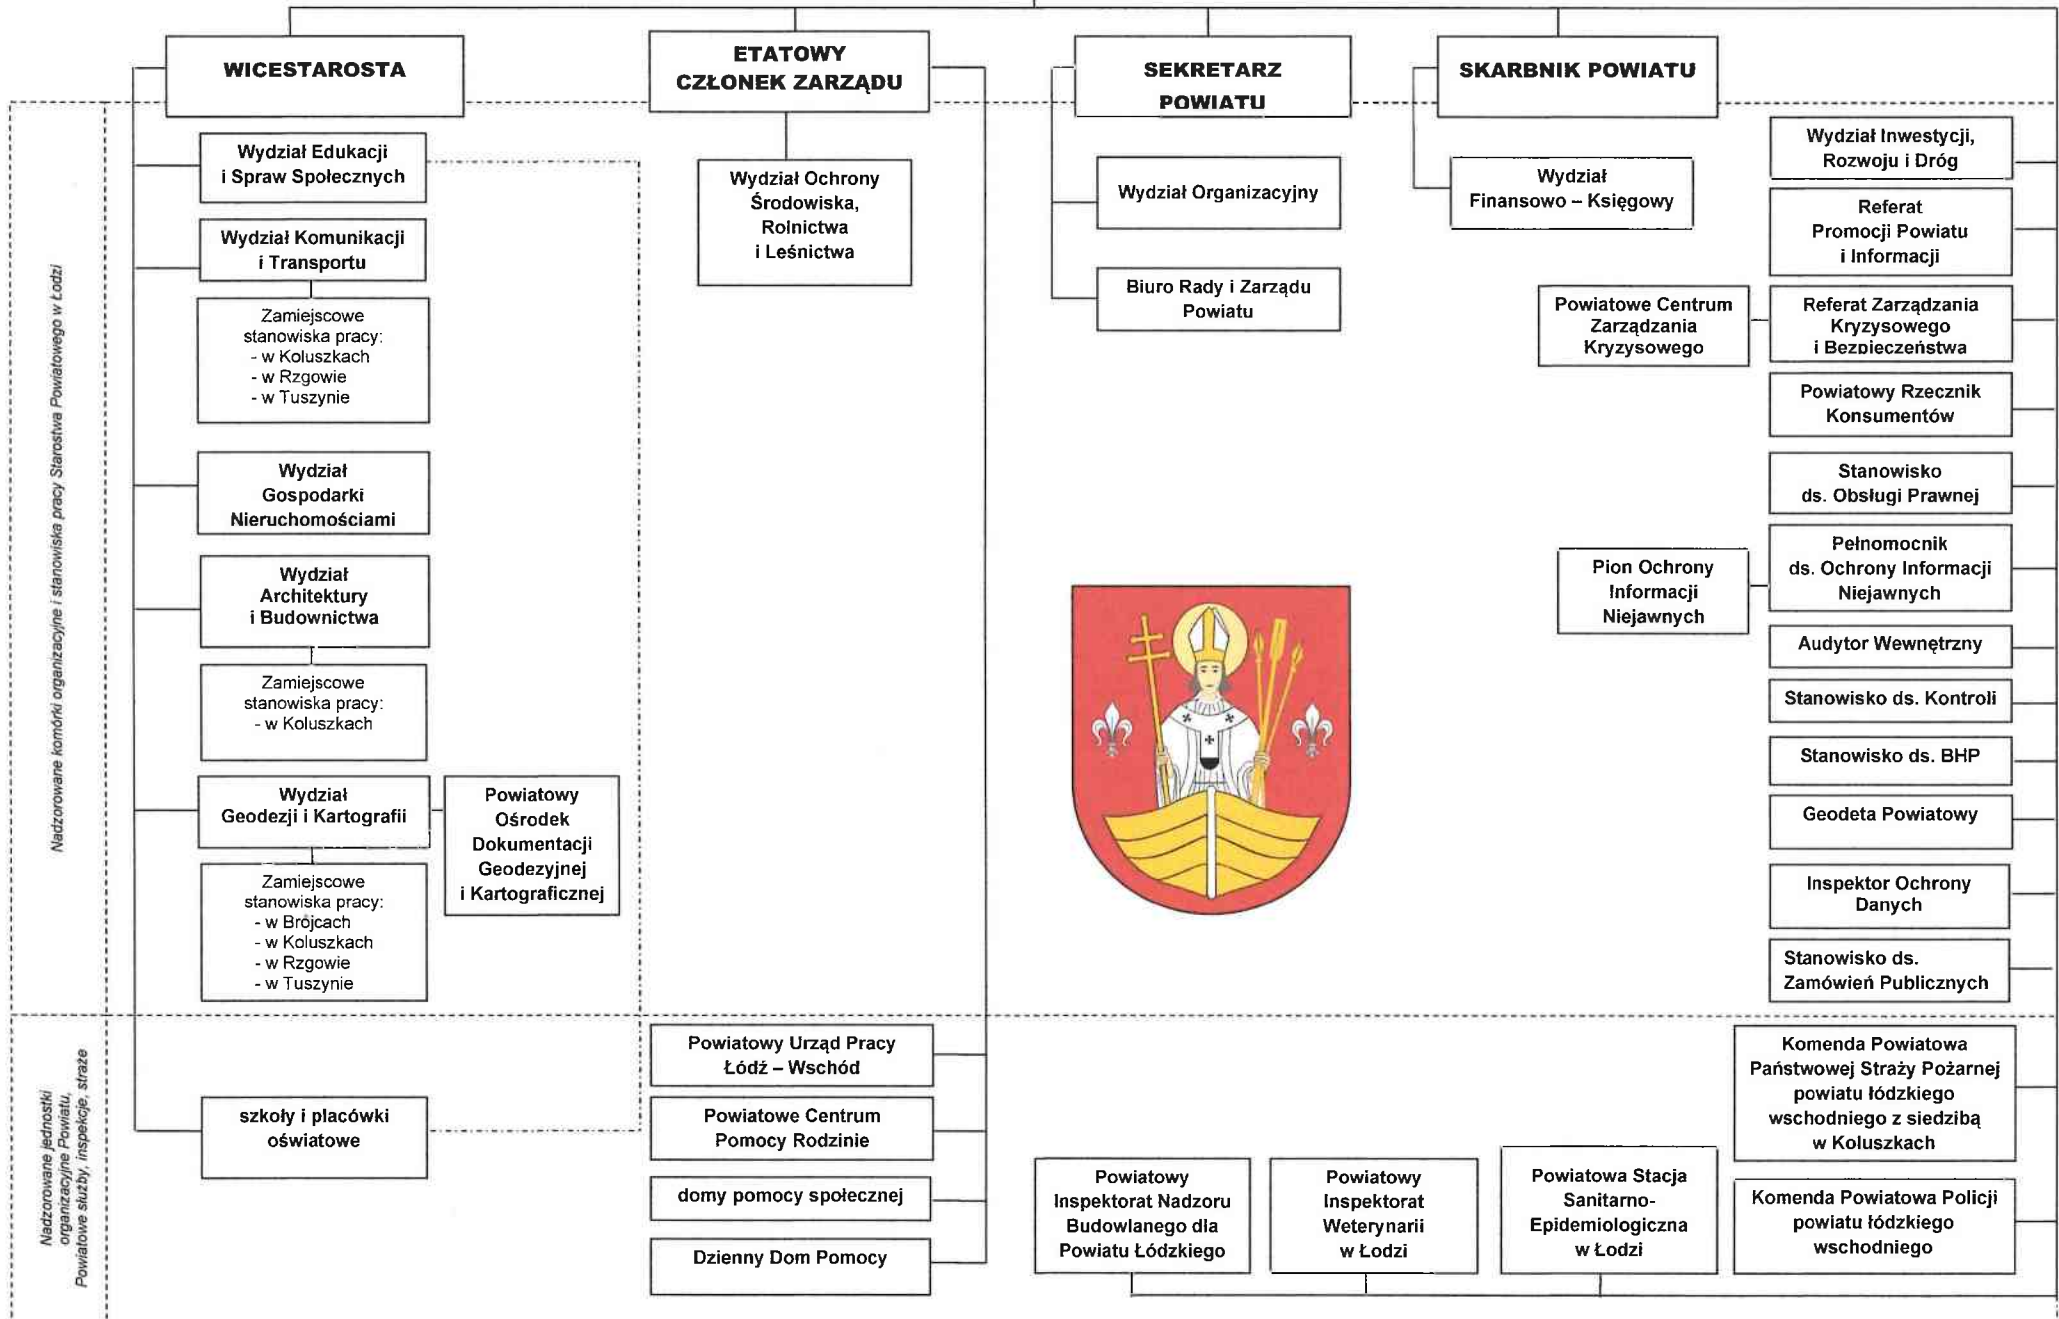 WICESTAROSTA
ETATOWY
CZŁONEK ZARZĄDU
SEKRETARZ
POWIATU
SKARBNIK POWIATU
Nadzorowane komórki organizacyjne i stanowiska pracy Starostwa Powiatowego w Łodzi
Wydział Edukacji
i Spraw Społecznych
Wydział Komunikacji
i Transportu
Zamiejscowe
stanowiska pracy:
- w Koluszkach
- w Rzgowie
- w Tuszynie
Wydział
Gospodarki
Nieruchomościami
Wydział
Architektury
i Budownictwa
Zamiejscowe
stanowiska pracy:
- w Koluszkach
Wydział
Geodezji i Kartografii
Powiatowy
Ośrodek
Dokumentacji
Geodezyjnej
i Kartograficznej
Zamiejscowe
stanowiska pracy:
- w Brójcach
- w Koluszkach
- w Rzgowie
- w Tuszynie
Wydział Ochrony
Środowiska,
Rolnictwa
i Leśnictwa
Wydział Organizacyjny
Biuro Rady i Zarządu
Powiatu
Wydział
Finansowo – Księgowy
Wydział Inwestycji,
Rozwoju i Dróg
Referat
Promocji Powiatu
i Informacji
Powiatowe Centrum
Zarządzania
Kryzysowego
Referat Zarządzania
Kryzysowego
i Bezpieczeństwa
Powiatowy Rzecznik
Konsumentów
Stanowisko
ds. Obsługi Prawnej
Pion Ochrony
Informacji
Niejawnych
Pełnomocnik
ds. Ochrony Informacji
Niejawnych
Audytor Wewnętrzny
Stanowisko ds. Kontroli
Stanowisko ds. BHP
Geodeta Powiatowy
Inspektor Ochrony
Danych
Stanowisko ds.
Zamówień Publicznych
Nadzorowane jednostki
organizacyjne Powiatu,
Powiatowe służby, inspekcje, straże
szkoły i placówki
oświatowe
Powiatowy Urząd Pracy
Łódź – Wschód
Powiatowe Centrum
Pomocy Rodzinie
domy pomocy społecznej
Dzienny Dom Pomocy
Powiatowy
Inspektorat Nadzoru
Budowlanego dla
Powiatu Łódzkiego
Powiatowy
Inspektorat
Weterynarii
w Łodzi
Powiatowa Stacja
Sanitarno-
Epidemiologiczna
w Łodzi
Komenda Powiatowa
Państwowej Straży Pożarnej
powiatu łódzkiego
wschodniego z siedzibą
w Koluszkach
Komenda Powiatowa Policji
powiatu łódzkiego
wschodniego